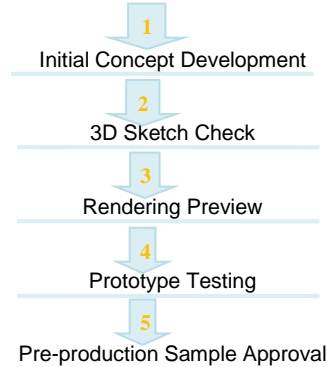 1
Initial Concept Development
2
3D Sketch Check
3
Rendering Preview
4
Prototype Testing
5
Pre-production Sample Approval